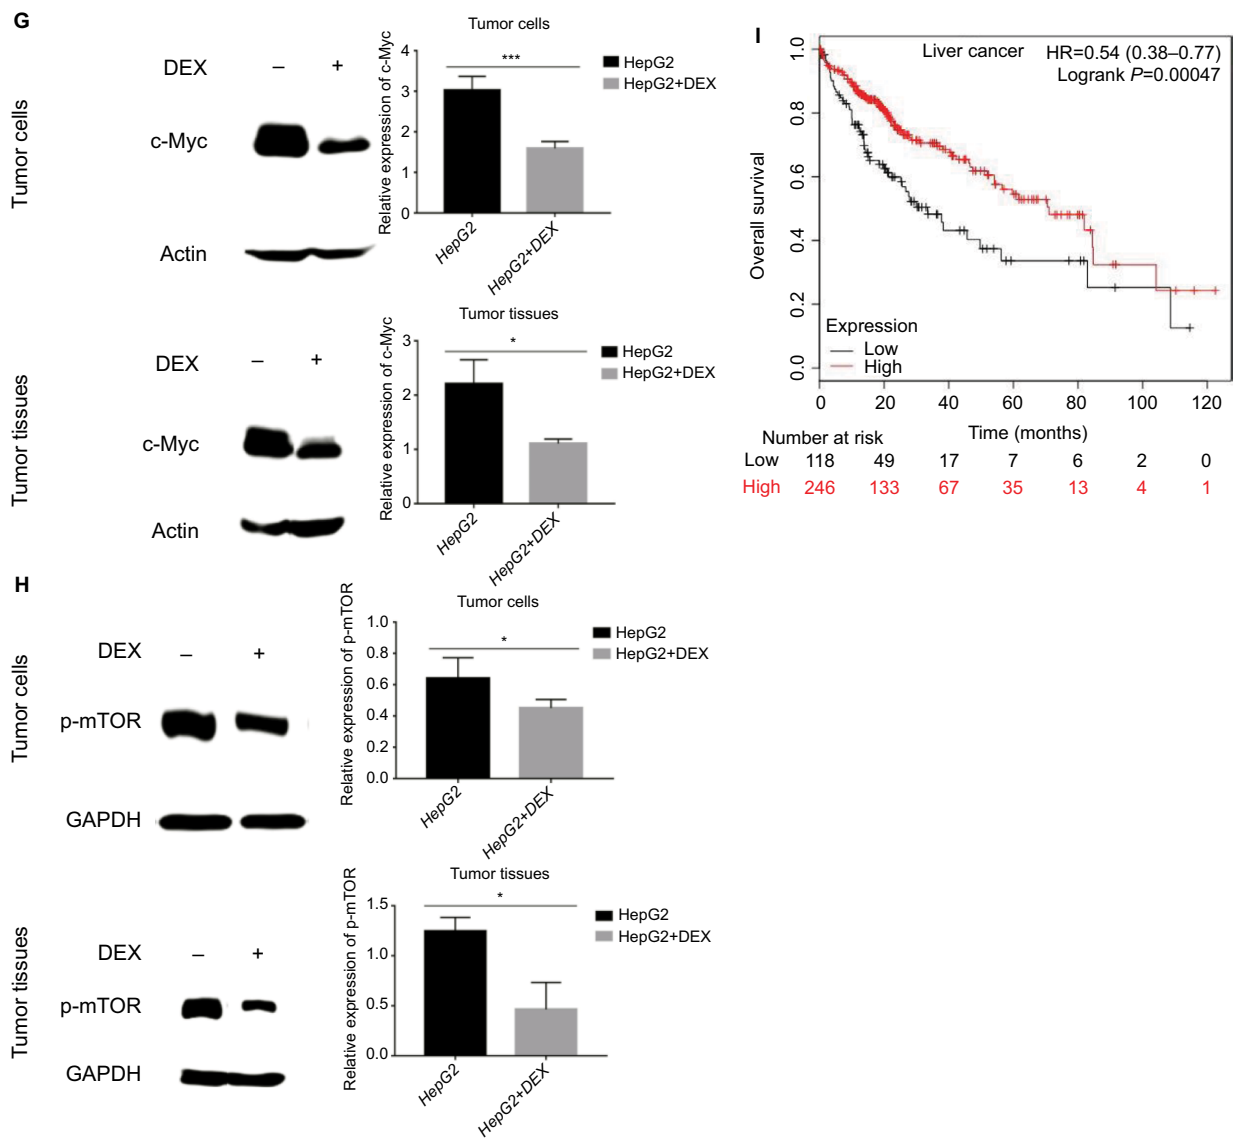 G
Tumor cells
DEX – +
c-Myc
Actin
Tumor cells
Relative expression of c-Myc
4
3
2
1
0
***
HepG2
HepG2+DEX
HepG2
HepG2+DEX
Tumor tissues
DEX – +
c-Myc
Actin
Tumor tissues
Relative expression of c-Myc
3
2
1
0
*
HepG2
HepG2+DEX
HepG2
HepG2+DEX
H
Tumor cells
DEX – +
p-mTOR
GAPDH
Tumor cells
Relative expression of p-mTOR
1.0
0.8
0.6
0.4
0.2
0.0
*
HepG2
HepG2+DEX
HepG2
HepG2+DEX
Tumor tissues
DEX – +
p-mTOR
GAPDH
Tumor tissues
Relative expression of p-mTOR
1.5
1.0
0.5
0.0
*
HepG2
HepG2+DEX
HepG2
HepG2+DEX
I
Liver cancer HR=0.54 (0.38–0.77)
Logrank P=0.00047
Overall survival
1.0
0.8
0.6
0.4
0.2
0.0
Expression
Low
High
0 20 40 60 80 100 120
Time (months)
Number at risk
Low 118 49 17 7 6 2 0
High 246 133 67 35 13 4 1